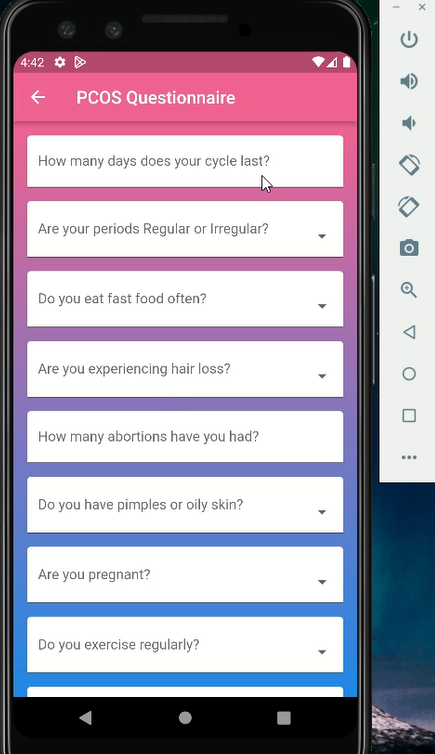 4:42
PCOS Questionnaire
How many days does your cycle last?
Are your periods Regular or Irregular?
Do you eat fast food often?
Are you experiencing hair loss?
How many abortions have you had?
Do you have pimples or oily skin?
Are you pregnant?
Do you exercise regularly?